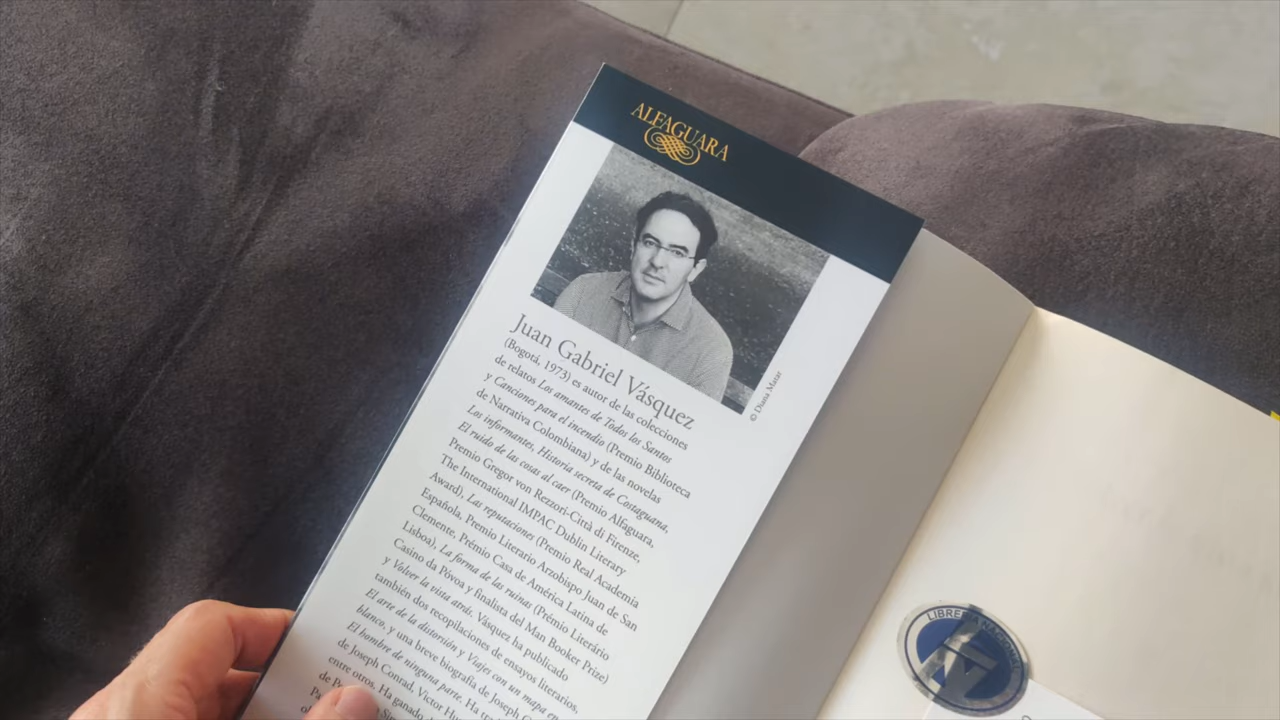 ALFAGUARA
© Diana Matar
Juan Gabriel Vásquez
(Bogotá, 1973) es autor de las colecciones
de relatos Los amantes de Todos los Santos
y Canciones para el incendio (Premio Biblioteca
de Narrativa Colombiana) y de las novelas
Los informantes, Historia secreta de Costaguana,
El ruido de las cosas al caer (Premio Alfaguara,
Premio Gregor von Rezzori-Città di Firenze,
The International IMPAC Dublin Literary
Award), Las reputaciones (Premio Real Academia
Española, Premio Literario Arzobispo Juan de San
Clemente, Prémio Casa de América Latina de
Lisboa), La forma de las ruinas (Prémio Literário
Casino da Póvoa y finalista del Man Booker Prize)
y Volver la vista atrás. Vásquez ha publicado
también dos recopilaciones de ensayos literarios,
El arte de la distorsión y Viajes con un mapa en
blanco, y una breve biografía de Joseph
El hombre de ninguna parte. Ha
de Joseph Conrad, Victor
entre otros. Ha ganado